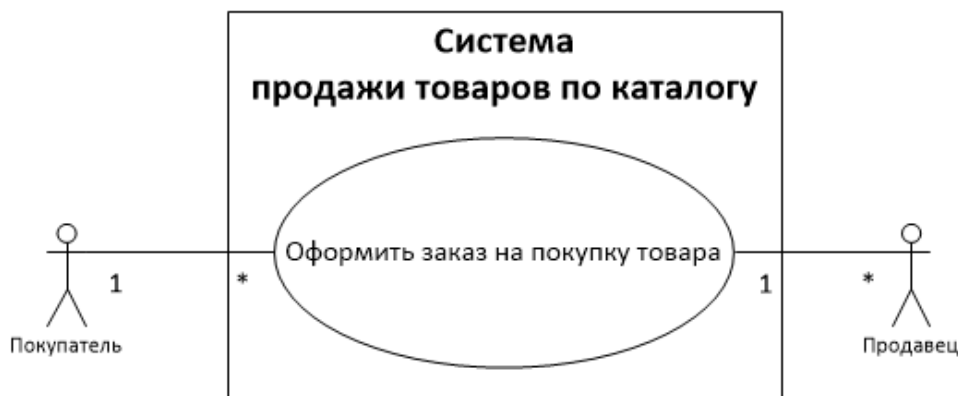 Система
продажи товаров по каталогу
Оформить заказ на покупку товара
1
*
1
*
Покупатель
Продавец